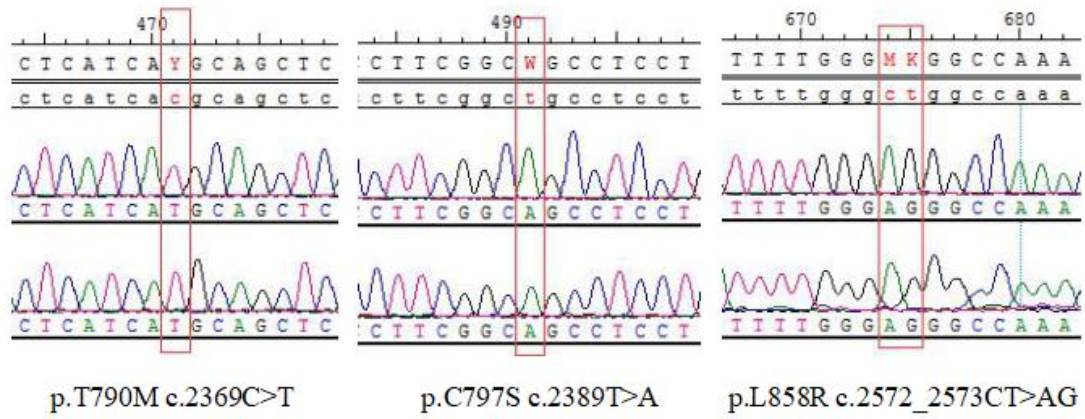 470
CTCATCAYGCAGCTC
ctcatcacgcagctc
CTCATCATGCAGCTC
CTCATCATGCAGCTC
p.T790M c.2369C>T
490
CTTCGGCWGCCTCCT
cttcggctgcctcct
CTTCGGCAGCCTCCT
CTTCGGCAGCCTCCT
p.C797S c.2389T>A
670 680
TTTTGGGMKGGCCAAA
ttttgggctggccaaa
TTTTGGGAGGGCCAAA
TTTTGGGAGGGCCAAA
p.L858R c.2572_2573CT>AG